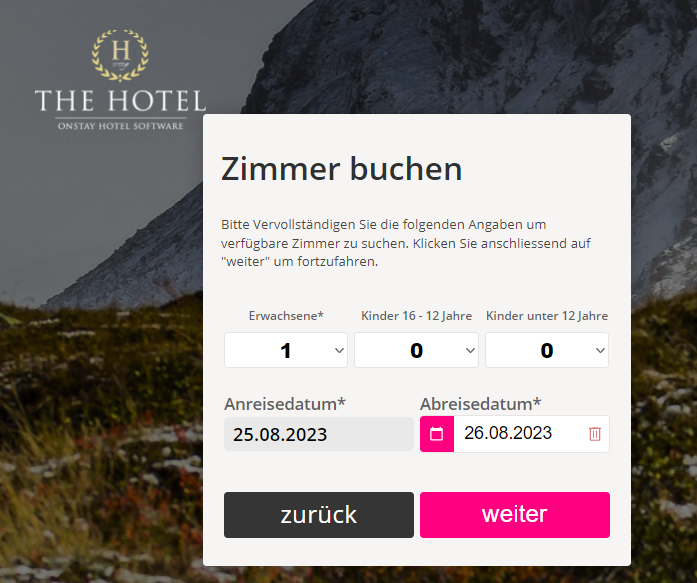 H
THE HOTEL
ONSTAY HOTEL SOFTWARE
Zimmer buchen
Bitte Vervollständigen Sie die folgenden Angaben um
verfügbare Zimmer zu suchen. Klicken Sie anschliessend auf
"weiter" um fortzufahren.
Erwachsene* Kinder 16 - 12 Jahre Kinder unter 12 Jahre
1 0 0
Anreisedatum* Abreisedatum*
25.08.2023 26.08.2023
zurück weiter